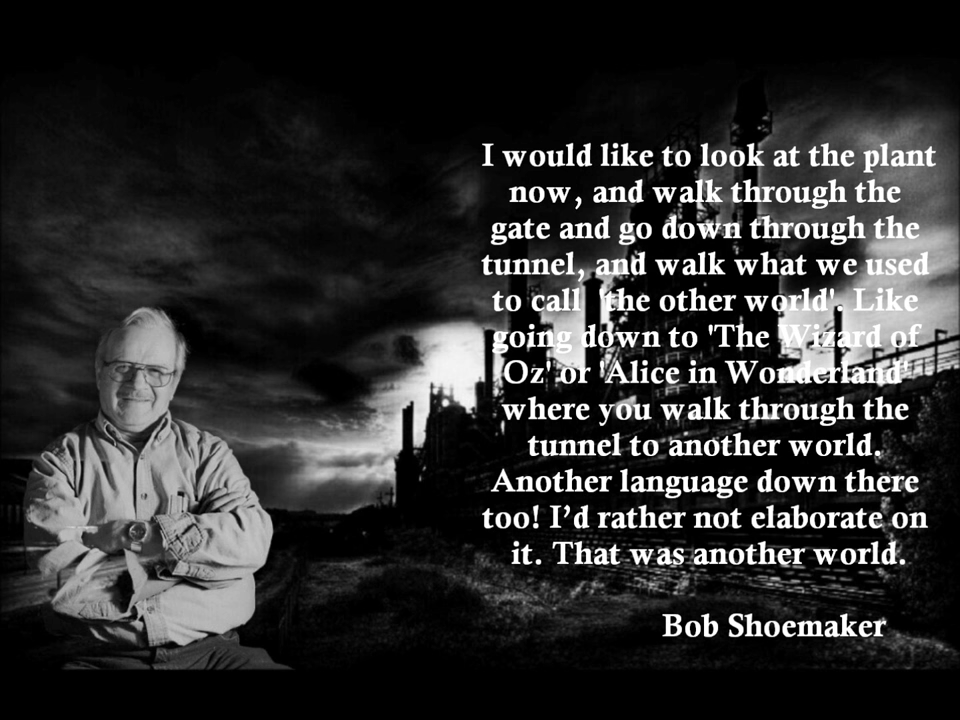 I would like to look at the plant
now, and walk through the
gate and go down through the
tunnel, and walk what we used
to call 'the other world'. Like
going down to 'The Wizard of
Oz' or 'Alice in Wonderland'
where you walk through the
tunnel to another world.
Another language down there
too! I’d rather not elaborate on
it. That was another world.
Bob Shoemaker